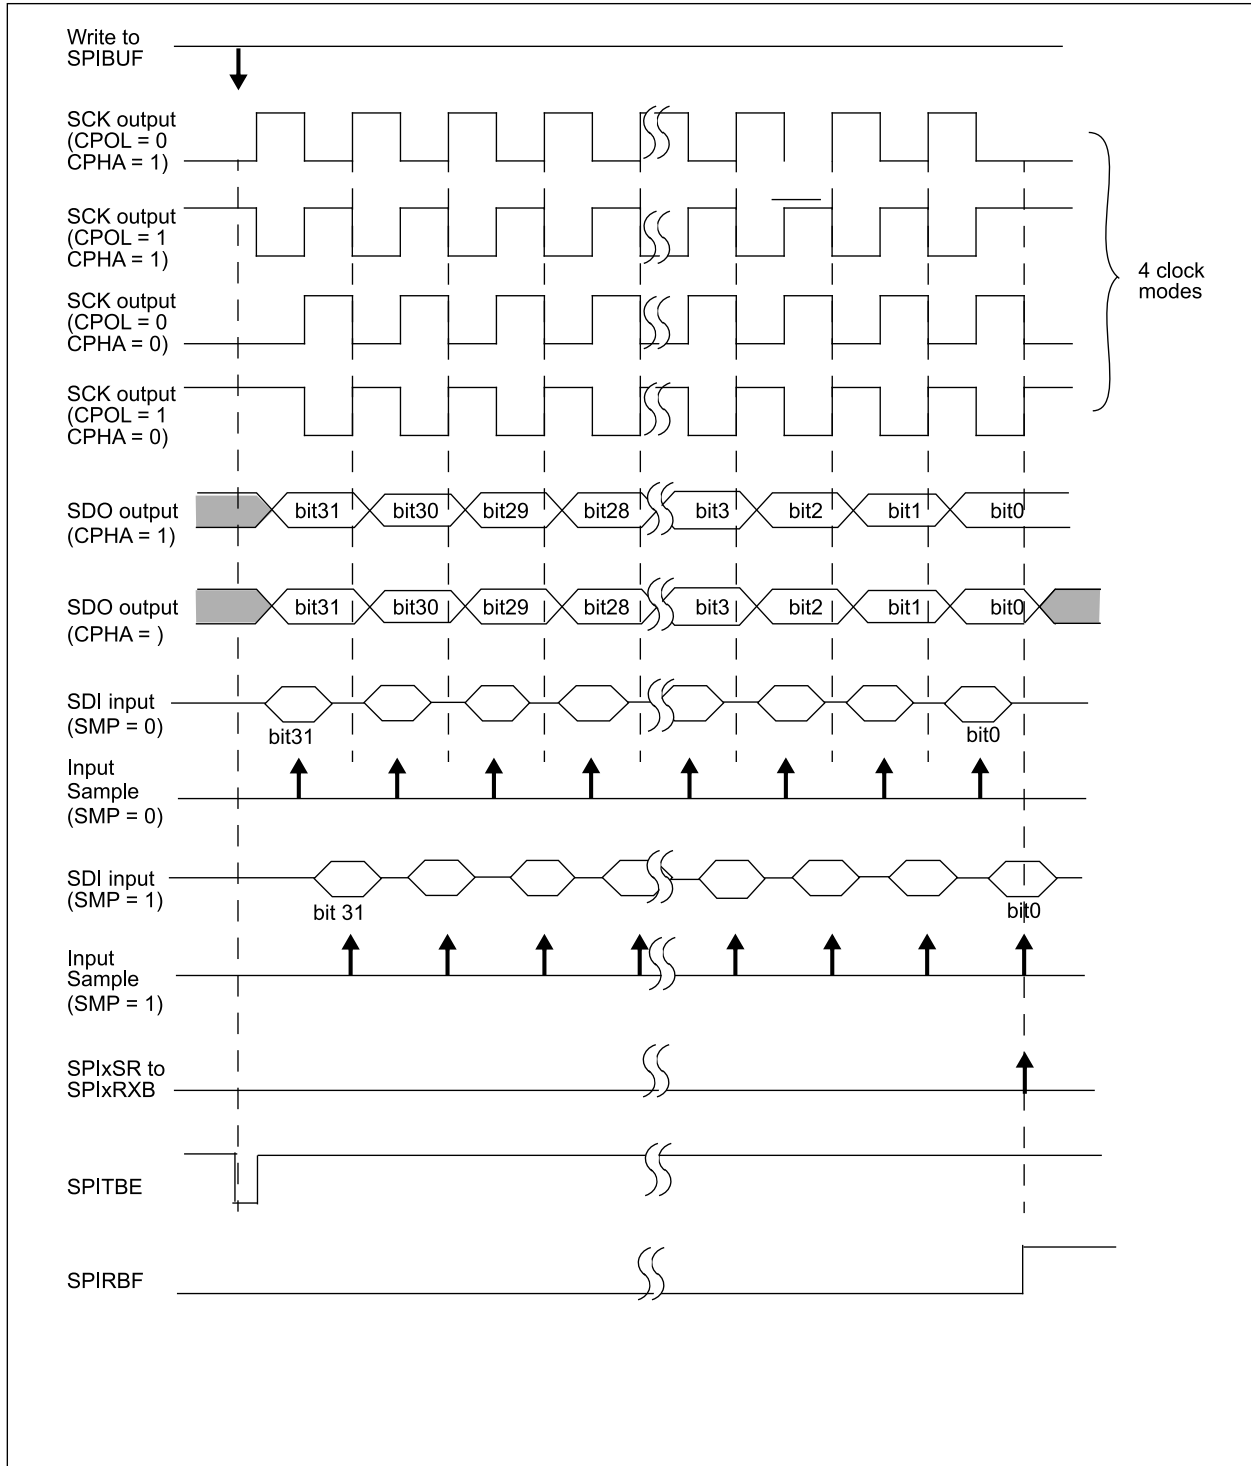 Write to
SPIBUF
SCK output
(CPOL = 0
CPHA = 1)
SCK output
(CPOL = 1
CPHA = 1)
SCK output
(CPOL = 0
CPHA = 0)
SCK output
(CPOL = 1
CPHA = 0)
4 clock
modes
SDO output
(CPHA = 1)
bit31 bit30 bit29 bit28 bit3 bit2 bit1 bit0
SDO output
(CPHA = )
bit31 bit30 bit29 bit28 bit3 bit2 bit1 bit0
SDI input
(SMP = 0)
bit31 bit0
Input
Sample
(SMP = 0)
SDI input
(SMP = 1)
bit 31 bit0
Input
Sample
(SMP = 1)
SPIxSR to
SPIxRXB
SPITBE
SPIRBF